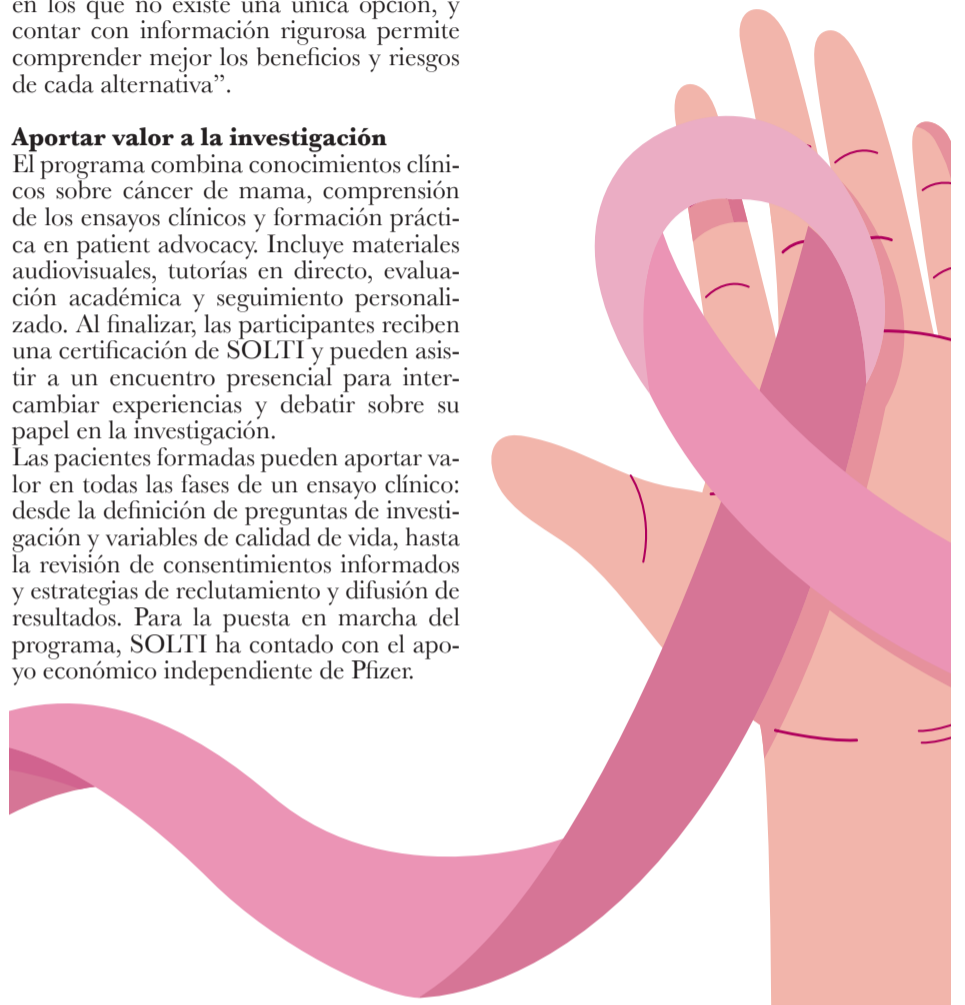 en los que no existe una única opción, y
contar con información rigurosa permite
comprender mejor los beneficios y riesgos
de cada alternativa”.
Aportar valor a la investigación
El programa combina conocimientos clíni-
cos sobre cáncer de mama, comprensión
de los ensayos clínicos y formación prácti-
ca en patient advocacy. Incluye materiales
audiovisuales, tutorías en directo, evalua-
ción académica y seguimiento personali-
zado. Al finalizar, las participantes reciben
una certificación de SOLTI y pueden asis-
tir a un encuentro presencial para inter-
cambiar experiencias y debatir sobre su
papel en la investigación.
Las pacientes formadas pueden aportar va-
lor en todas las fases de un ensayo clínico:
desde la definición de preguntas de investi-
gación y variables de calidad de vida, hasta
la revisión de consentimientos informados
y estrategias de reclutamiento y difusión de
resultados. Para la puesta en marcha del
programa, SOLTI ha contado con el apo-
yo económico independiente de Pfizer.